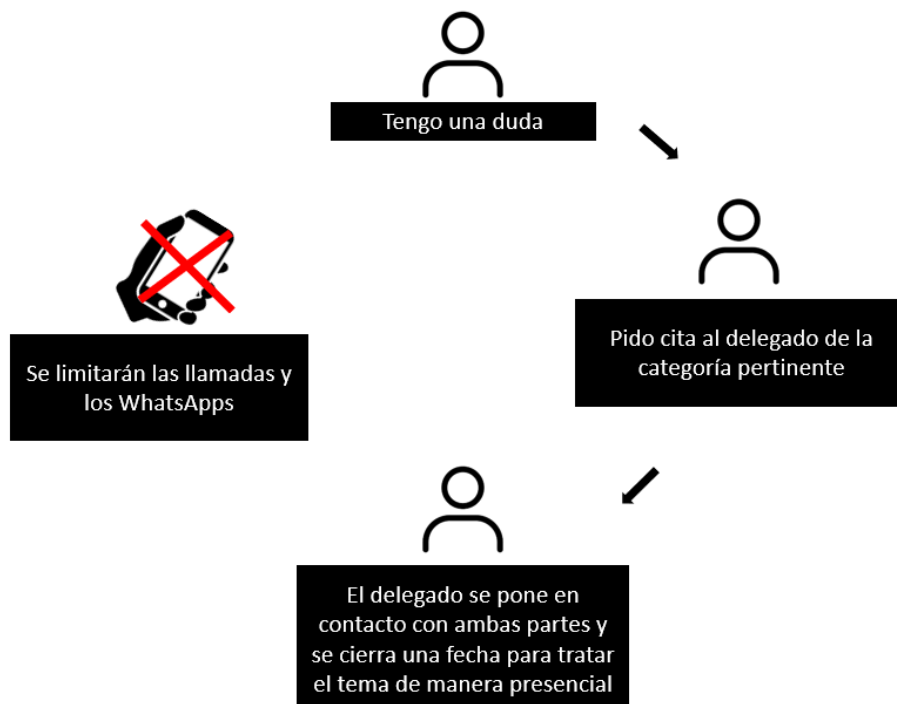 Tengo una duda
Pido cita al delegado de la
categoría pertinente
Se limitarán las llamadas y
los WhatsApps
El delegado se pone en
contacto con ambas partes y
se cierra una fecha para tratar
el tema de manera presencial